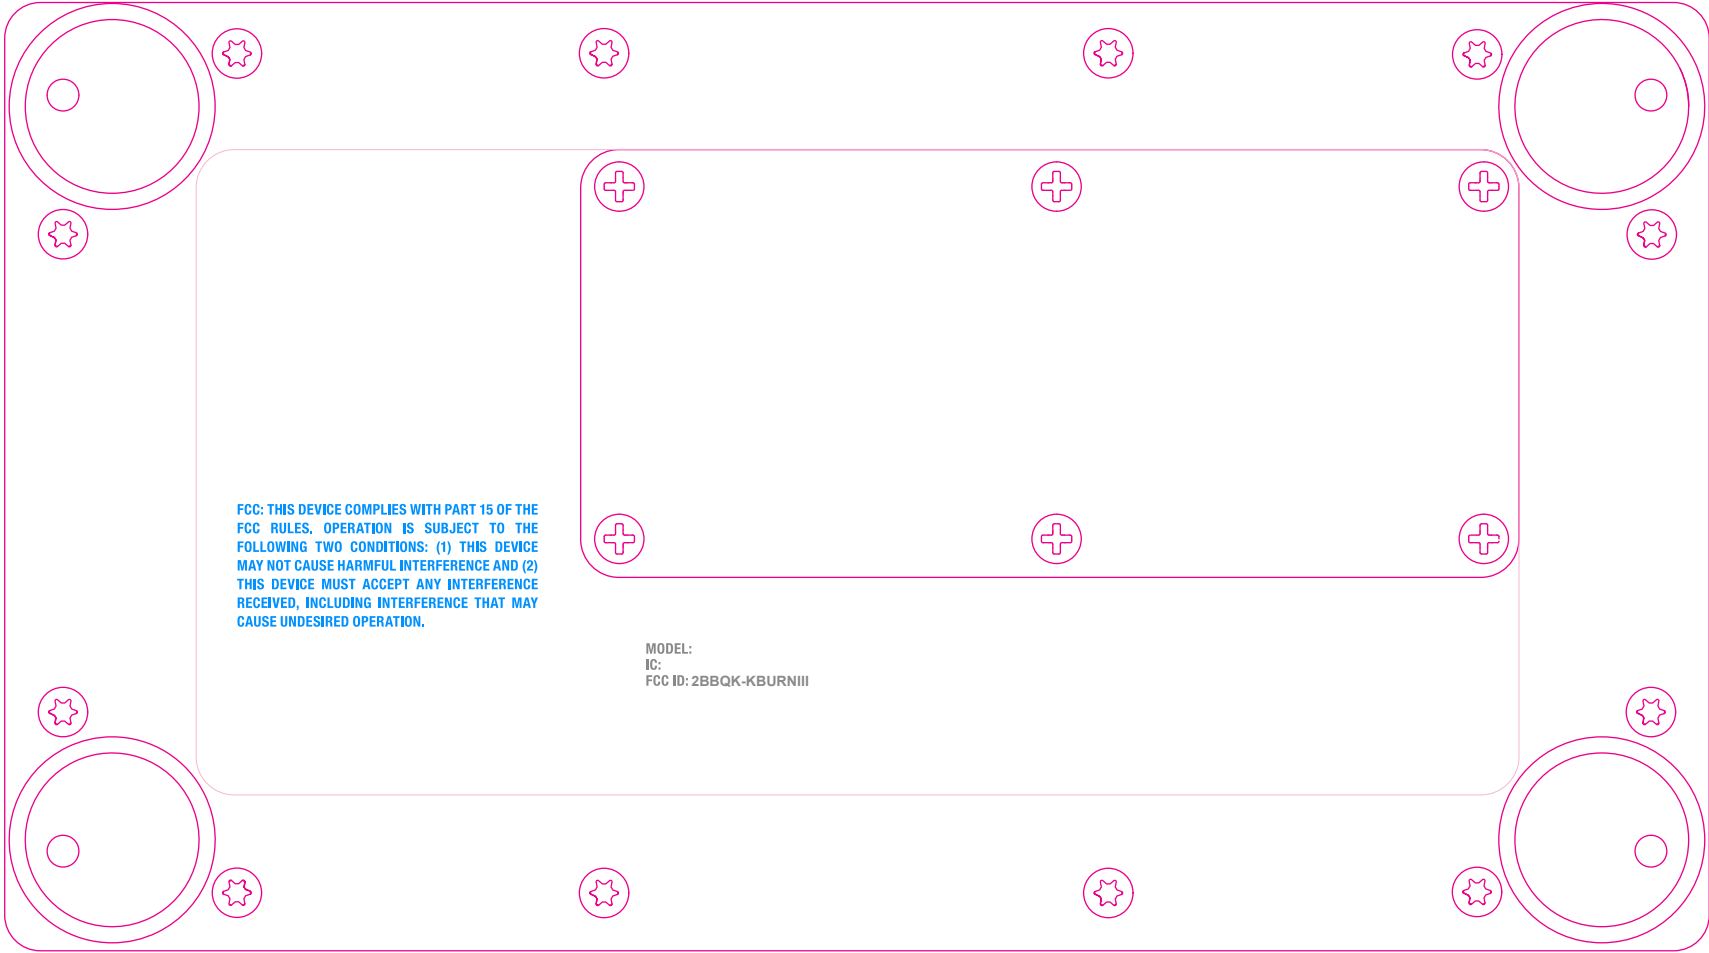 FCC: THIS DEVICE COMPLIES WITH PART 15 OF THE
FCC RULES. OPERATION IS SUBJECT TO THE
FOLLOWING TWO CONDITIONS: (1) THIS DEVICE
MAY NOT CAUSE HARMFUL INTERFERENCE AND (2)
THIS DEVICE MUST ACCEPT ANY INTERFERENCE
RECEIVED, INCLUDING INTERFERENCE THAT MAY
CAUSE UNDESIRED OPERATION.
MODEL:
IC:
FCC ID: 2BBQK-KBURNIII